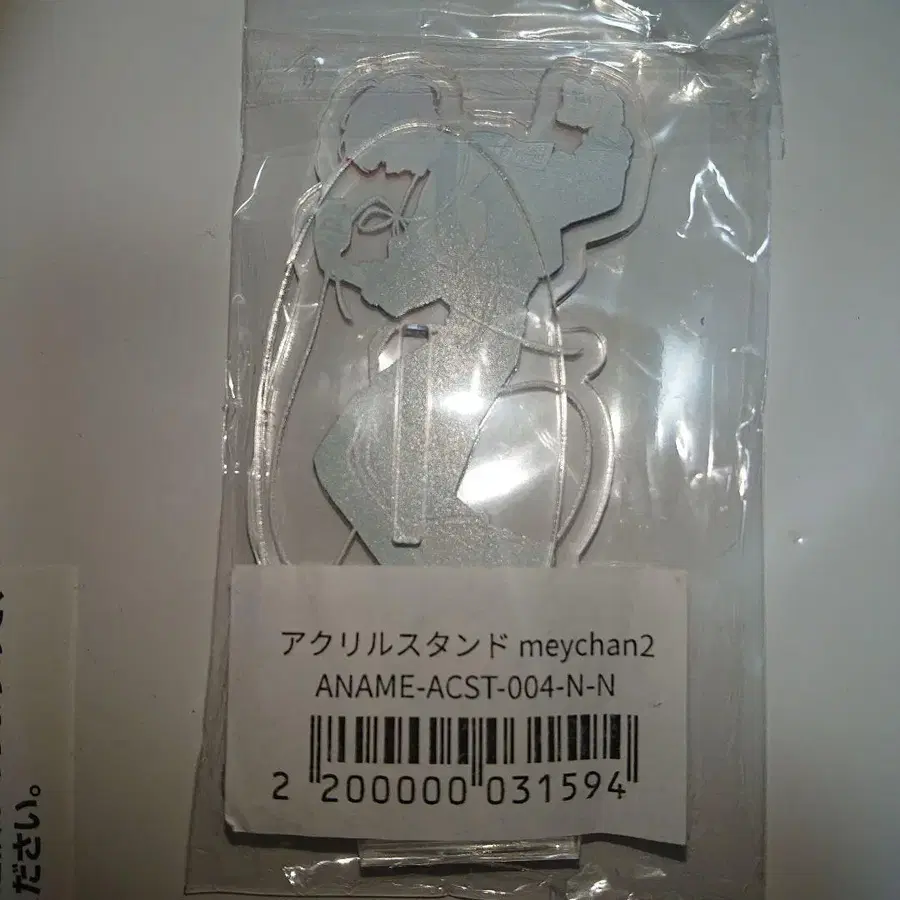 アクリルスタンド meychan2
ANAME-ACST-004-N-N
2 200000 031594
ださい。